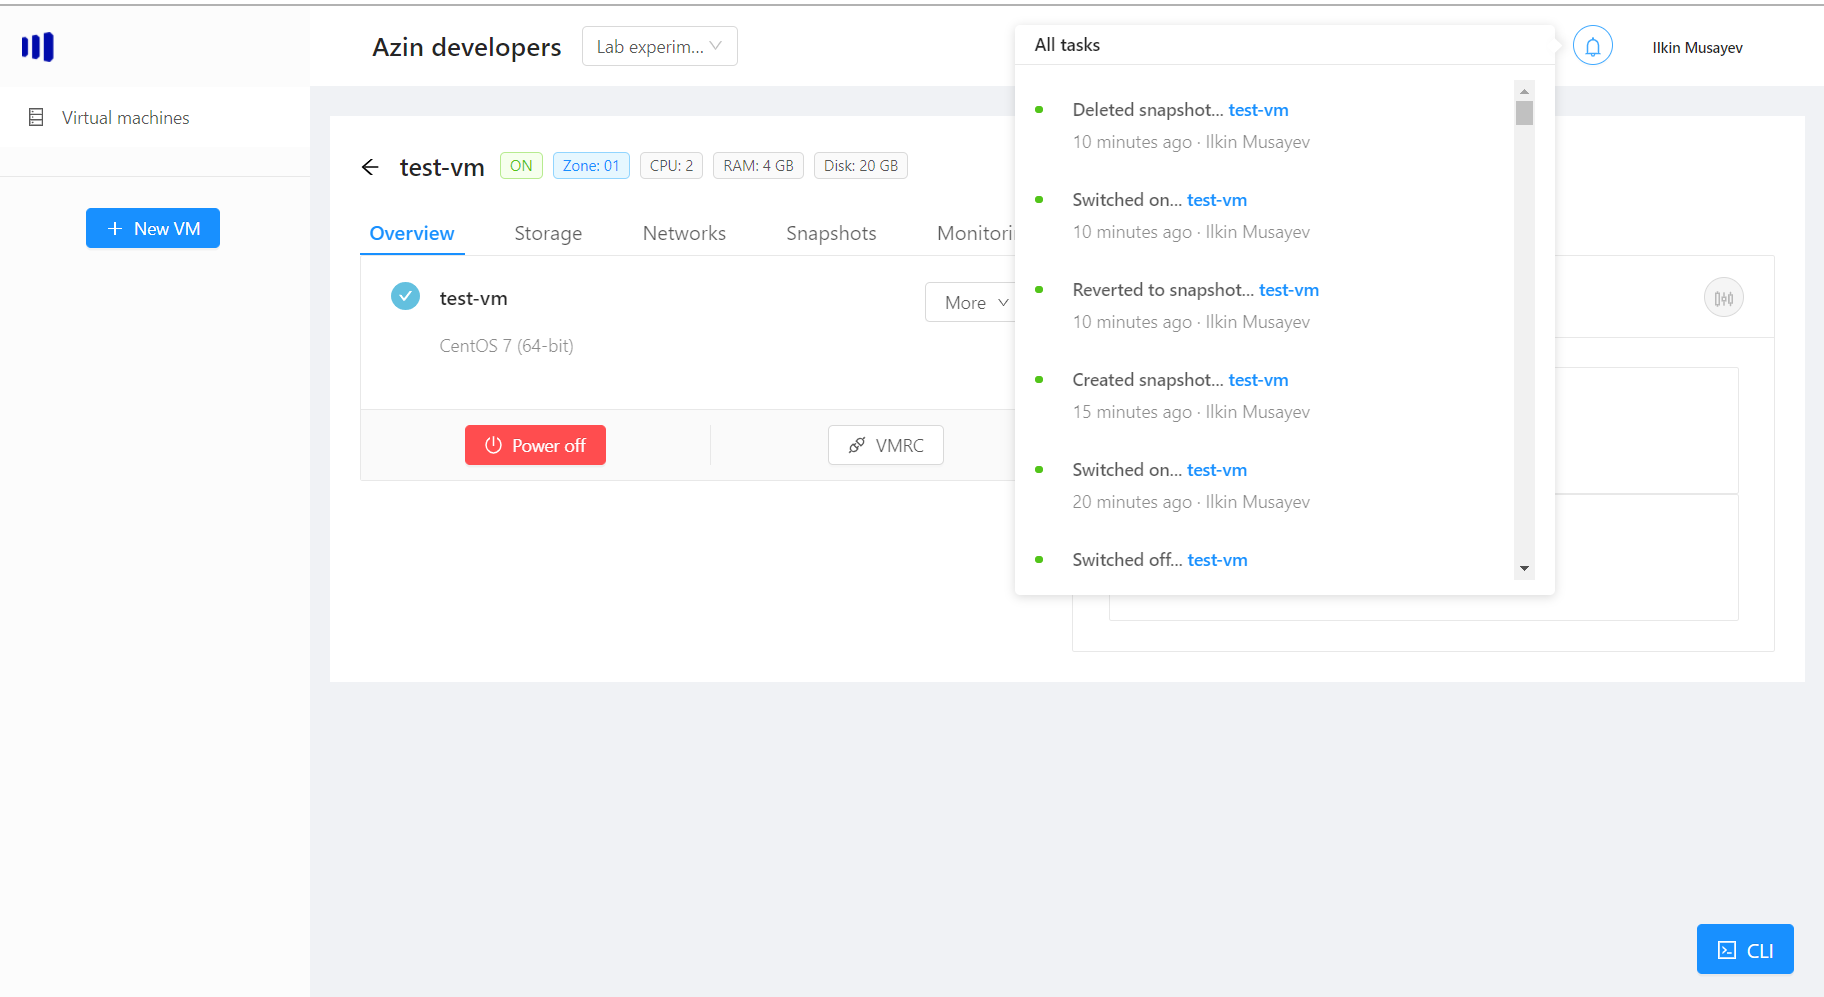 Azin developers
Lab experim...
All tasks
Ilkin Musayev
Virtual machines
New VM
test-vm
ON
Zone: 01
CPU: 2
RAM: 4 GB
Disk: 20 GB
Overview
Storage
Networks
Snapshots
Monitori
test-vm
More
CentOS 7 (64-bit)
Power off
VMRC
Deleted snapshot... test-vm
10 minutes ago · Ilkin Musayev
Switched on... test-vm
10 minutes ago · Ilkin Musayev
Reverted to snapshot... test-vm
10 minutes ago · Ilkin Musayev
Created snapshot... test-vm
15 minutes ago · Ilkin Musayev
Switched on... test-vm
20 minutes ago · Ilkin Musayev
Switched off... test-vm
CLI